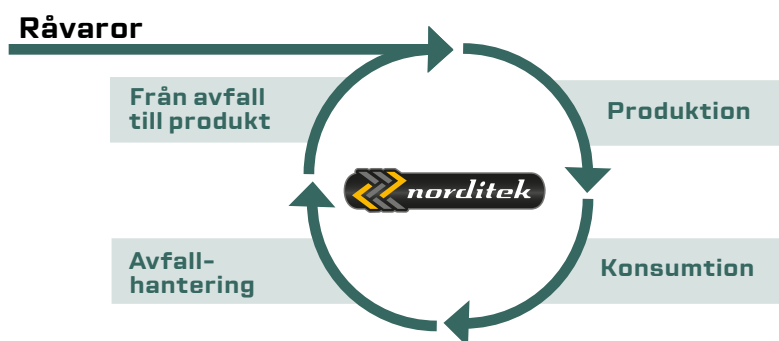 Råvaror
Från avfall
till produkt
Produktion
norditek
Avfall-
hantering
Konsumtion